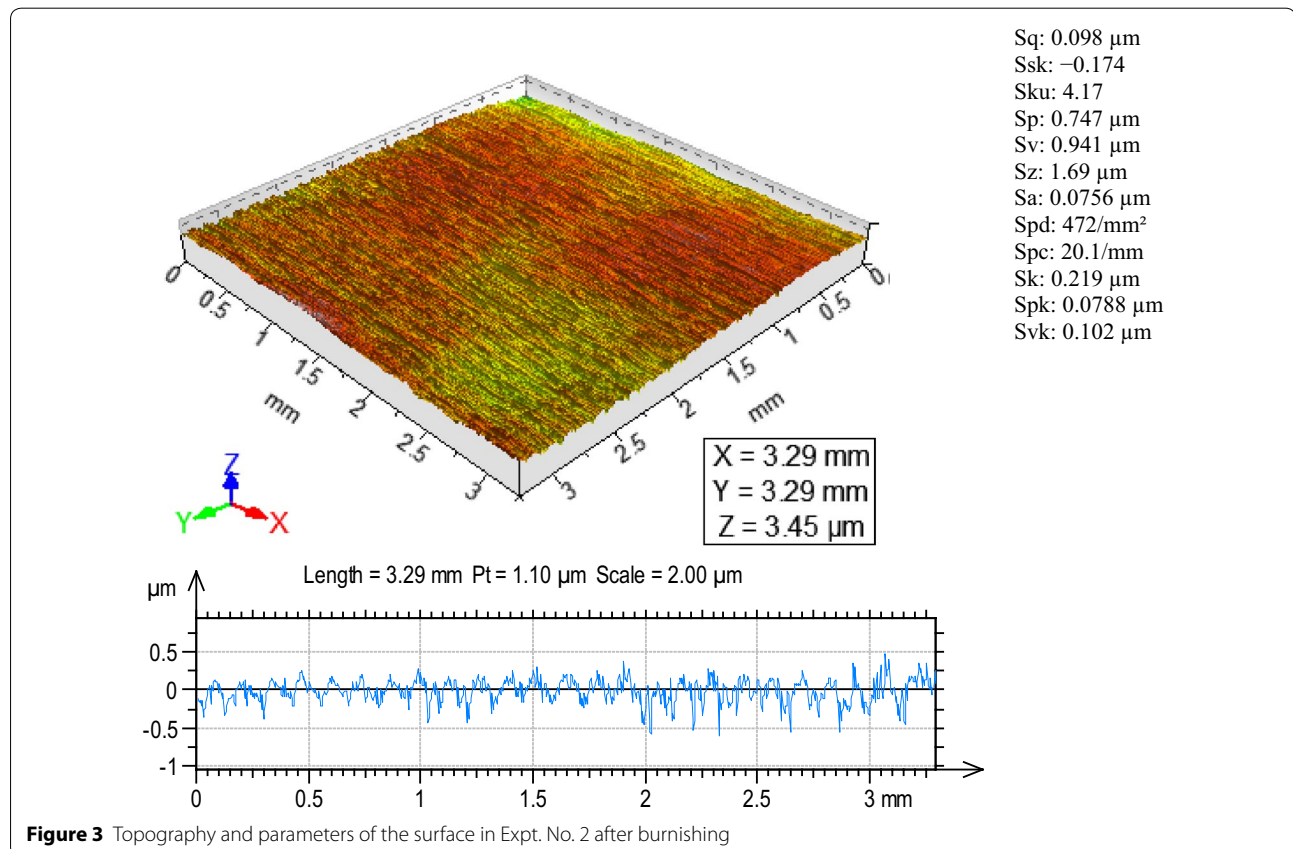 Sq: 0.098 µm
Ssk: −0.174
Sku: 4.17
Sp: 0.747 µm
Sv: 0.941 µm
Sz: 1.69 µm
Sa: 0.0756 µm
Spd: 472/mm²
Spc: 20.1/mm
Sk: 0.219 µm
Spk: 0.0788 µm
Svk: 0.102 µm
0
0.5
1
1.5
2
2.5
3
mm
0.
0.5
1
1.5
2
2.5
3
mm
X = 3.29 mm
Y = 3.29 mm
Z = 3.45 µm
Z
Y
X
Length = 3.29 mm Pt = 1.10 µm Scale = 2.00 µm
µm
0.5
0
-0.5
-1
0 0.5 1 1.5 2 2.5 3 mm
Figure 3 Topography and parameters of the surface in Expt. No. 2 after burnishing